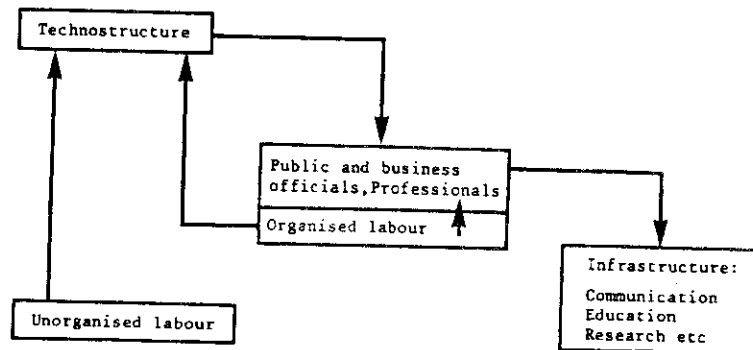 Technostructure
Public and business
officials,Professionals
Organised labour
Infrastructure:
Communication
Education
Research etc
Unorganised labour